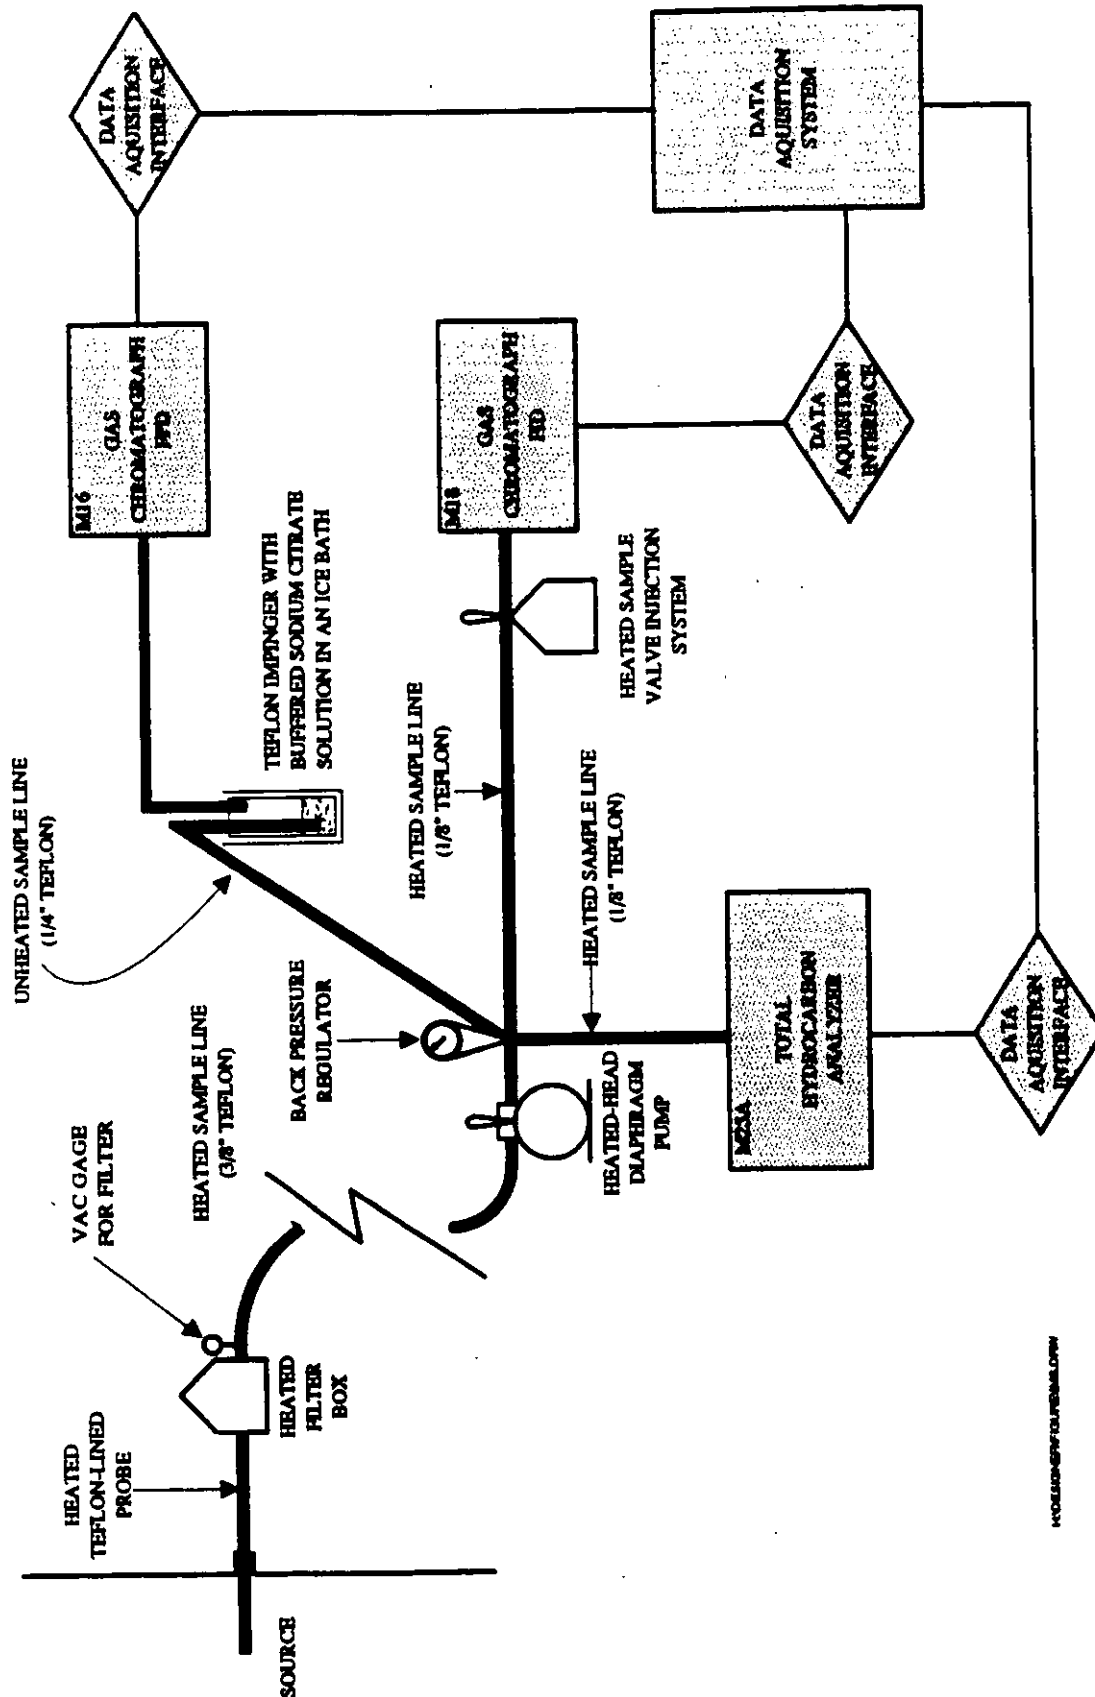 SOURCE
HEATED
TEFLON-LINED
PROBE
HEATED
FILTER
BOX
VAC GAGE
FOR FILTER
HEATED SAMPLE LINE
(3/8" TEFLON)
BACK PRESSURE
REGULATOR
HEATED-HEAD
DIAPHRAGM
PUMP
UNHEATED SAMPLE LINE
(1/4" TEFLON)
TEFLON IMPINGER WITH
BUFFERED SODIUM CITRATE
SOLUTION IN AN ICE BATH
HEATED SAMPLE LINE
(1/8" TEFLON)
HEATED SAMPLE LINE
(1/8" TEFLON)
HEATED SAMPLE
VALVE INJECTION
SYSTEM
M25A
TOTAL
HYDROCARBON
ANALYZER
M16
GAS
CHROMATOGRAPH
FPD
M18
GAS
CHROMATOGRAPH
FID
DATA
AQUISITION
INTERFACE
DATA
AQUISITION
INTERFACE
DATA
AQUISITION
INTERFACE
DATA
AQUISITION
SYSTEM